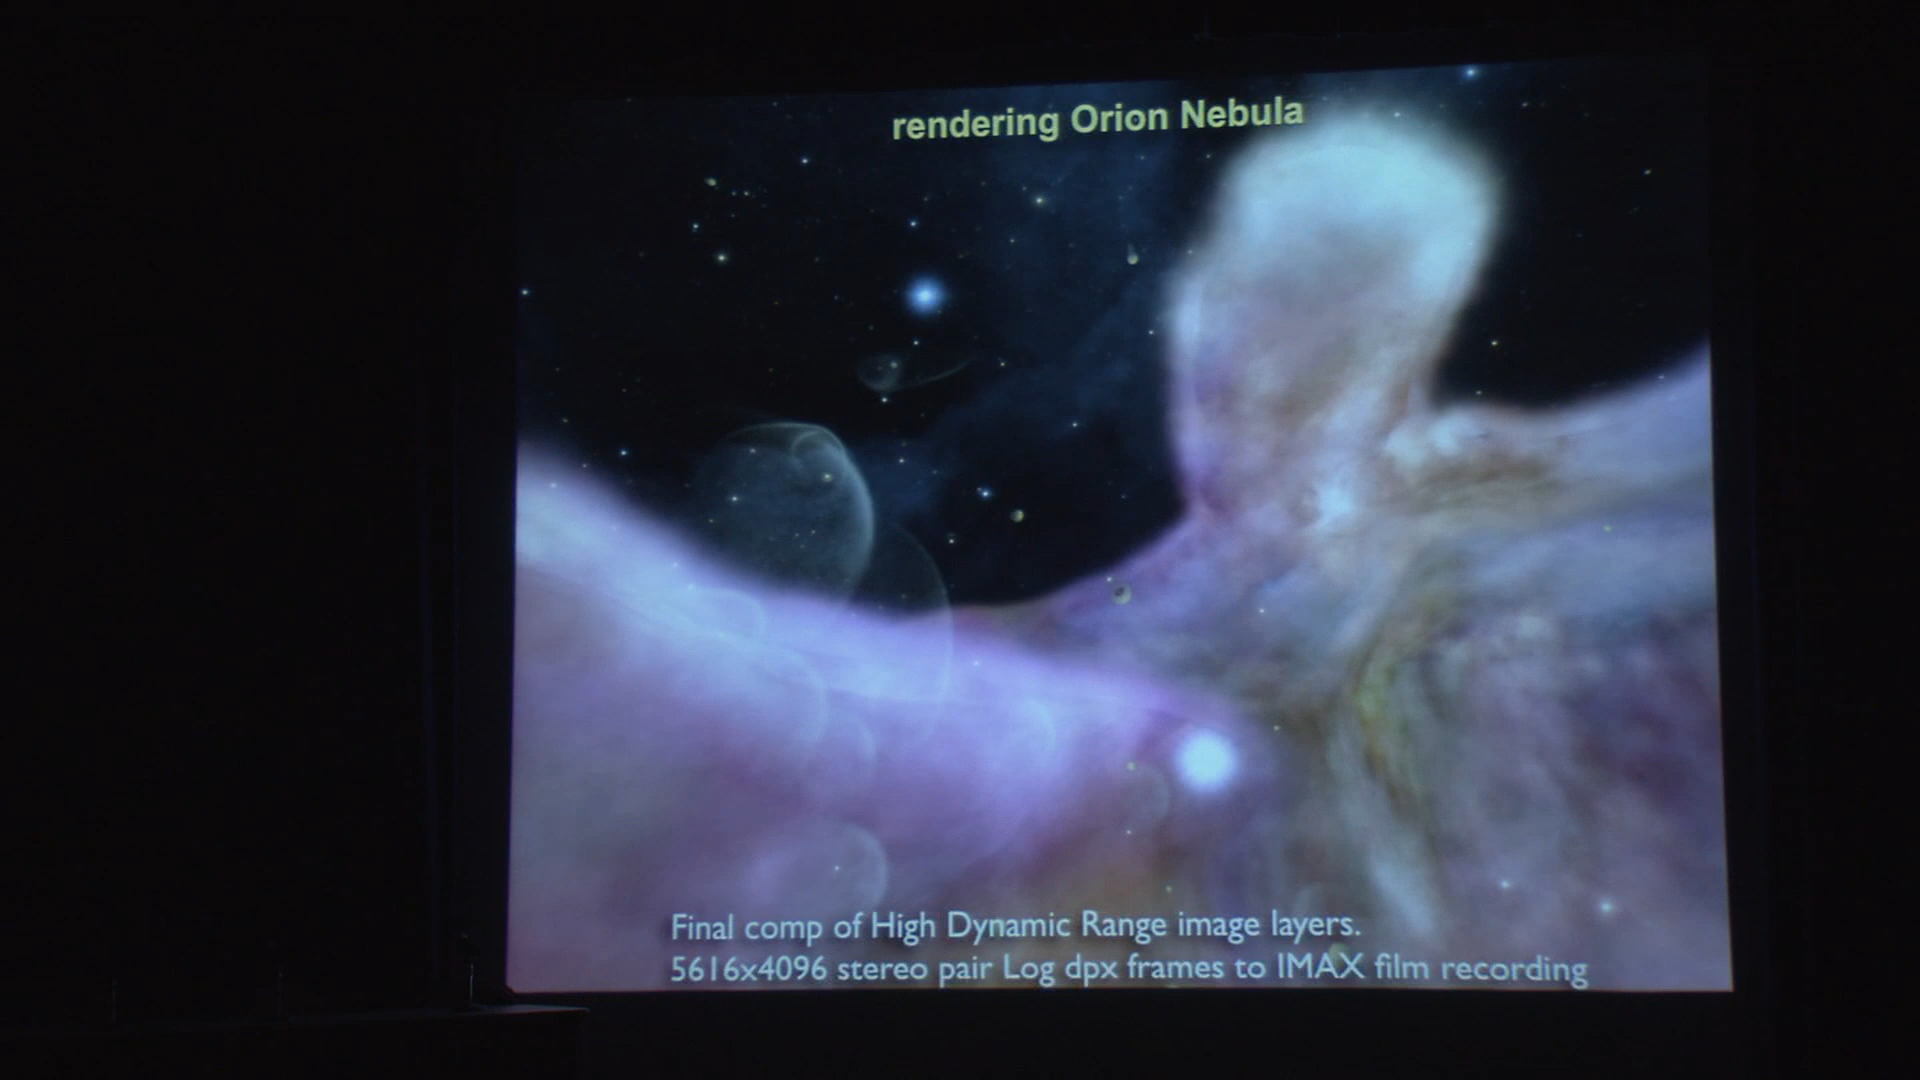 rendering Orion Nebula
Final comp of High Dynamic Range image layers.
5616x4096 stereo pair Log dpx frames to IMAX film recording